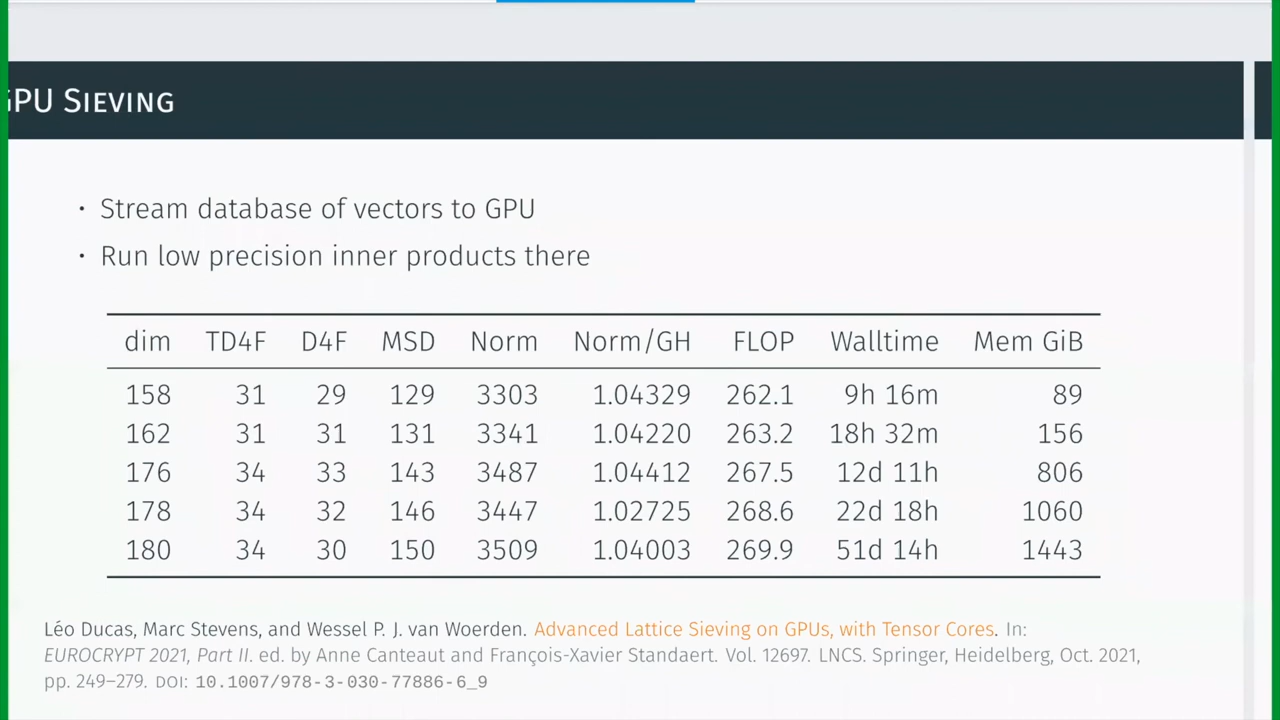 GPU SIEVING
· Stream database of vectors to GPU
· Run low precision inner products there
dim TD4F D4F MSD Norm Norm/GH FLOP Walltime Mem GiB
158 31 29 129 3303 1.04329 262.1 9h 16m 89
162 31 31 131 3341 1.04220 263.2 18h 32m 156
176 34 33 143 3487 1.04412 267.5 12d 11h 806
178 34 32 146 3447 1.02725 268.6 22d 18h 1060
180 34 30 150 3509 1.04003 269.9 51d 14h 1443
Léo Ducas, Marc Stevens, and Wessel P. J. van Woerden. Advanced Lattice Sieving on GPUs, with Tensor Cores. In:
EUROCRYPT 2021, Part II. ed. by Anne Canteaut and François-Xavier Standaert. Vol. 12697. LNCS. Springer, Heidelberg, Oct. 2021,
pp. 249–279. DOI: 10.1007/978-3-030-77886-6_9